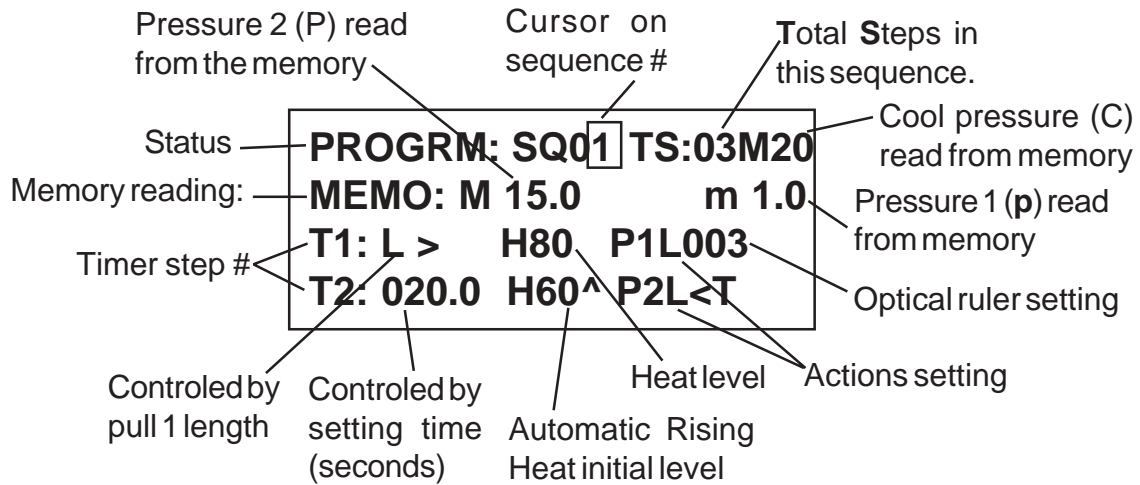 Pressure 2 (P) read
from the memory
Cursor on
sequence #
Total Steps in
this sequence.
Status
Cool pressure (C)
read from memory
Memory reading:
Pressure 1 (p) read
from memory
Timer step #
PROGRM: SQ01 TS:03M20
MEMO: M 15.0 m 1.0
T1: L > H80 P1L003
T2: 020.0 H60^ P2L<T
Optical ruler setting
Controled by
pull 1 length
Controled by
setting time
(seconds)
Automatic Rising
Heat initial level
Heat level
Actions setting